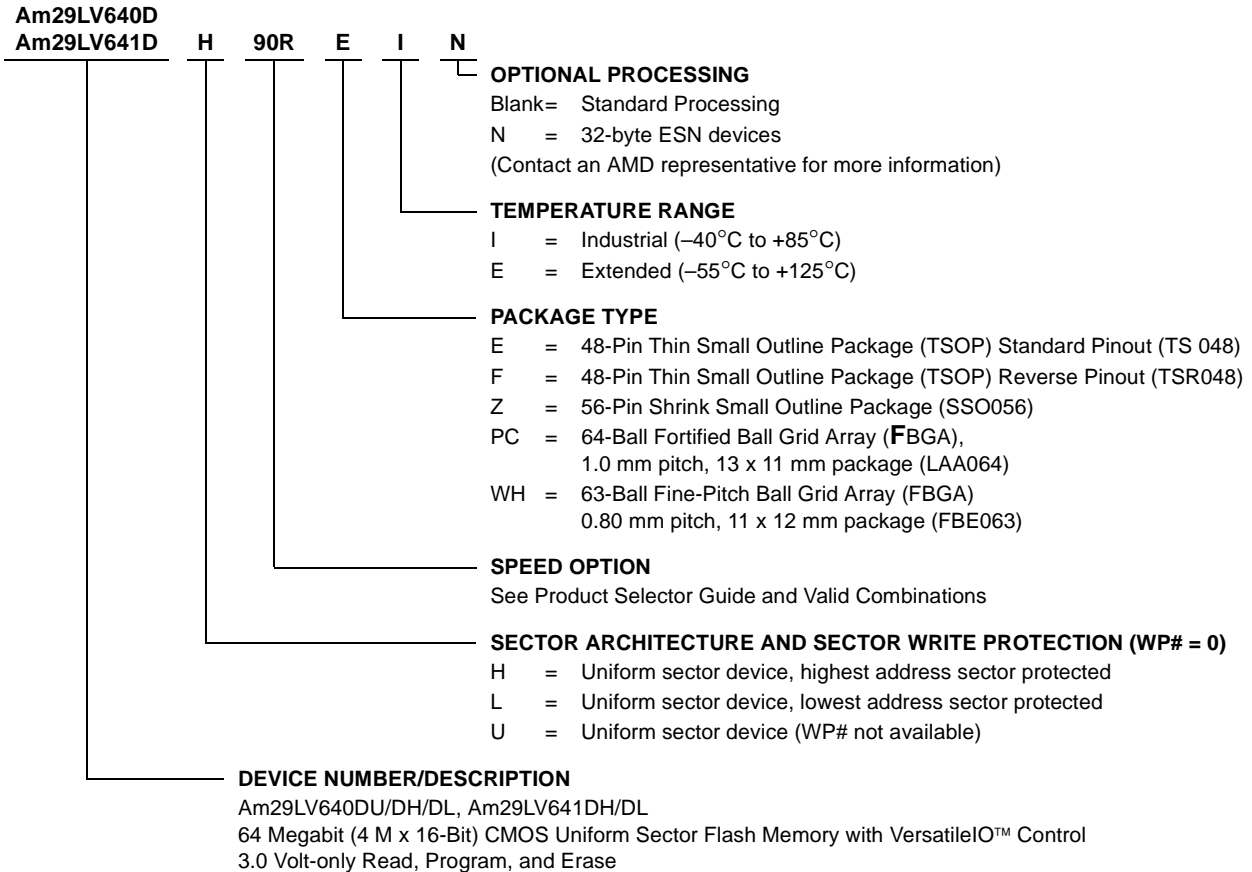 Am29LV640D
Am29LV641D H 90R E I N
OPTIONAL PROCESSING
Blank= Standard Processing
N = 32-byte ESN devices
(Contact an AMD representative for more information)
TEMPERATURE RANGE
I = Industrial (–40°C to +85°C)
E = Extended (–55°C to +125°C)
PACKAGE TYPE
E = 48-Pin Thin Small Outline Package (TSOP) Standard Pinout (TS 048)
F = 48-Pin Thin Small Outline Package (TSOP) Reverse Pinout (TSR048)
Z = 56-Pin Shrink Small Outline Package (SSO056)
PC = 64-Ball Fortified Ball Grid Array (FBGA),
1.0 mm pitch, 13 x 11 mm package (LAA064)
WH = 63-Ball Fine-Pitch Ball Grid Array (FBGA)
0.80 mm pitch, 11 x 12 mm package (FBE063)
SPEED OPTION
See Product Selector Guide and Valid Combinations
SECTOR ARCHITECTURE AND SECTOR WRITE PROTECTION (WP# = 0)
H = Uniform sector device, highest address sector protected
L = Uniform sector device, lowest address sector protected
U = Uniform sector device (WP# not available)
DEVICE NUMBER/DESCRIPTION
Am29LV640DU/DH/DL, Am29LV641DH/DL
64 Megabit (4 M x 16-Bit) CMOS Uniform Sector Flash Memory with VersatileIO™ Control
3.0 Volt-only Read, Program, and Erase